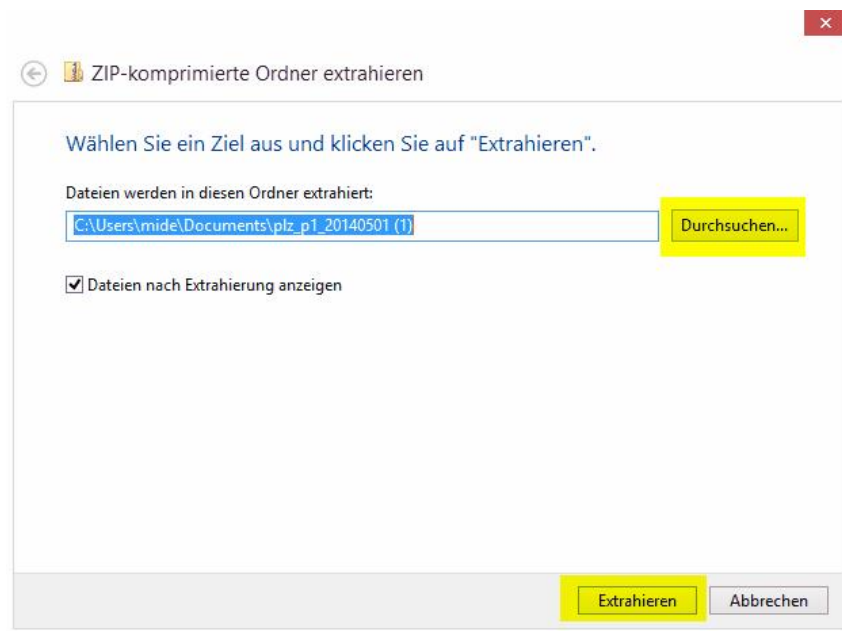 ZIP-komprimierte Ordner extrahieren
Wählen Sie ein Ziel aus und klicken Sie auf "Extrahieren".
Dateien werden in diesen Ordner extrahiert:
C:\Users\mide\Documents\plz_p1_20140501 (1)
Durchsuchen...
Dateien nach Extrahierung anzeigen
Extrahieren
Abbrechen